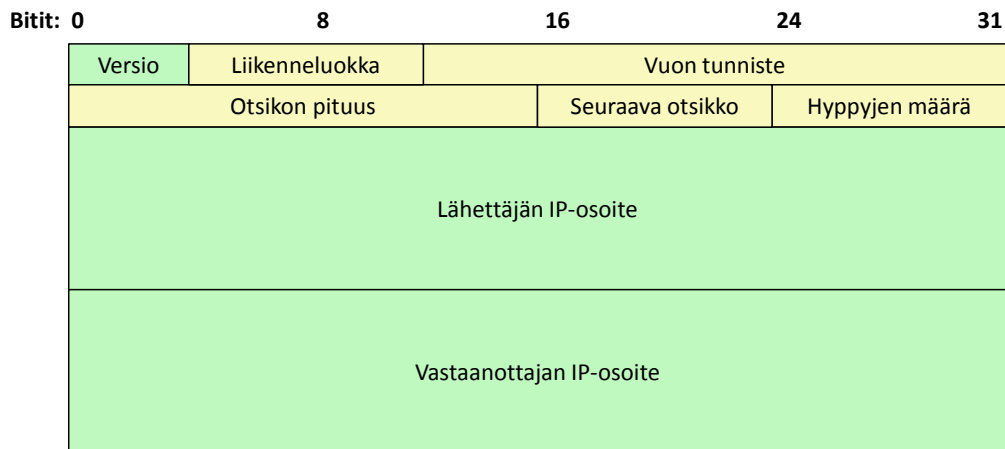 Bitit: 0 8 16 24 31
Versio Liikenneluokka Vuon tunniste
Otsikon pituus Seuraava otsikko Hyppyjen määrä
Lähettäjän IP-osoite
Vastaanottajan IP-osoite